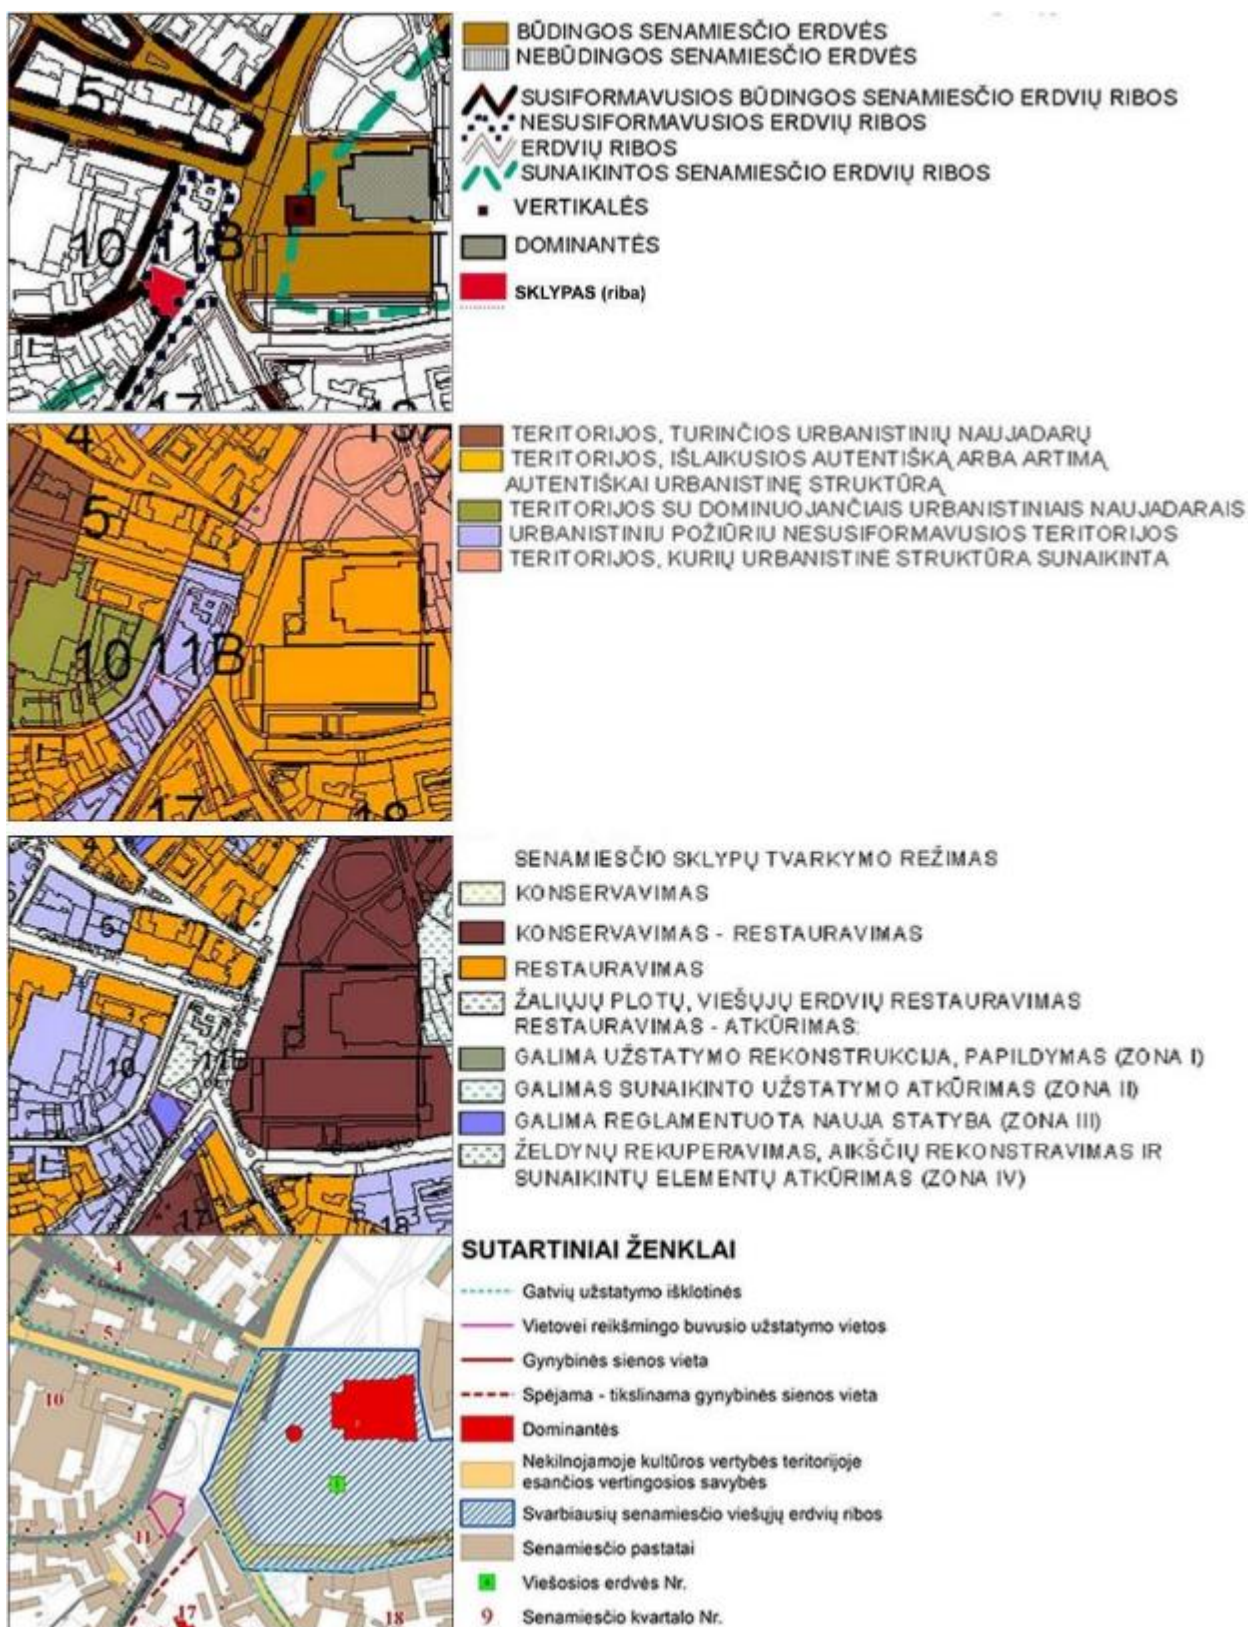 BŪDINGOS SENAMIESČIO ERDVĖS
NEBŪDINGOS SENAMIESČIO ERDVĖS
SUSIFORMAVUSIOS BŪDINGOS SENAMIESČIO ERDVIŲ RIBOS
NESUSIFORMAVUSIOS ERDVIŲ RIBOS
ERDVIŲ RIBOS
SUNAIKINTOS SENAMIESČIO ERDVIŲ RIBOS
VERTIKALĖS
DOMINANTĖS
SKLYPAS (riba)
5
10
11B
17
18
TERITORIJOS, TURINČIOS URBANISTINIŲ NAUJADARŲ
TERITORIJOS, IŠLAIKUSIOS AUTENTIŠKĄ ARBA ARTIMĄ
AUTENTIŠKAI URBANISTINĘ STRUKTŪRĄ
TERITORIJOS SU DOMINUOJANČIAIS URBANISTINIAIS NAUJADARAIS
URBANISTINIU POŽIŪRIU NESUSIFORMAVUSIOS TERITORIJOS
TERITORIJOS, KURIŲ URBANISTINĖ STRUKTŪRA SUNAIKINTA
4
5
10
11B
17
18
SENAMIESČIO SKLYPŲ TVARKYMO REŽIMAS
KONSERVAVIMAS
KONSERVAVIMAS - RESTAURAVIMAS
RESTAURAVIMAS
ŽALIŲJŲ PLOTŲ, VIEŠŲJŲ ERDVIŲ RESTAURAVIMAS
RESTAURAVIMAS - ATKŪRIMAS:
GALIMA UŽSTATYMO REKONSTRUKCIJA, PAPILDYMAS (ZONA I)
GALIMAS SUNAIKINTO UŽSTATYMO ATKŪRIMAS (ZONA II)
GALIMA REGLAMENTUOTA NAUJA STATYBA (ZONA III)
ŽELDYNŲ REKUPERAVIMAS, AIKŠČIŲ REKONSTRAVIMAS IR
SUNAIKINTŲ ELEMENTŲ ATKŪRIMAS (ZONA IV)
4
5
10
11B
17
18
SUTARTINIAI ŽENKLAI
Gatvių užstatymo išklotinės
Vietovei reikšmingo buvusio užstatymo vietos
Gynybinės sienos vieta
Spėjama - tikslinama gynybinės sienos vieta
Dominantės
Nekilnojamoje kultūros vertybės teritorijoje
esančios vertingosios savybės
Svarbiausių senamiesčio viešųjų erdvių ribos
Senamiesčio pastatai
Viešosios erdvės Nr.
9 Senamiesčio kvartalo Nr.
4
5
10
11
17
18